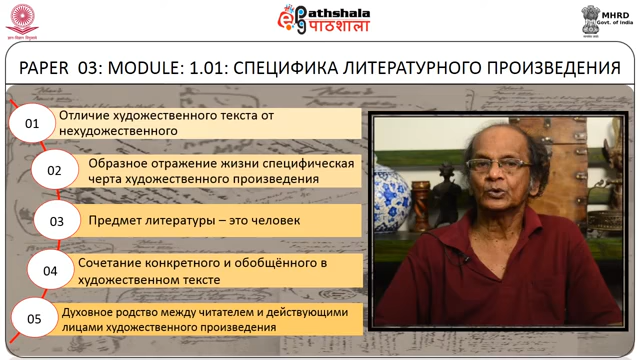 Pathshala
पाठशाला
MHRD
Govt. of India
PAPER 03: MODULE: 1.01: СПЕЦИФИКА ЛИТЕРАТУРНОГО ПРОИЗВЕДЕНИЯ
01
Отличие художественного текста от
нехудожественного
02
Образное отражение жизни специфическая
черта художественного произведения
03
Предмет литературы – это человек
04
Сочетание конкретного и обобщённого в
художественном тексте
05
Духовное родство между читателем и действующими
лицами художественного произведения